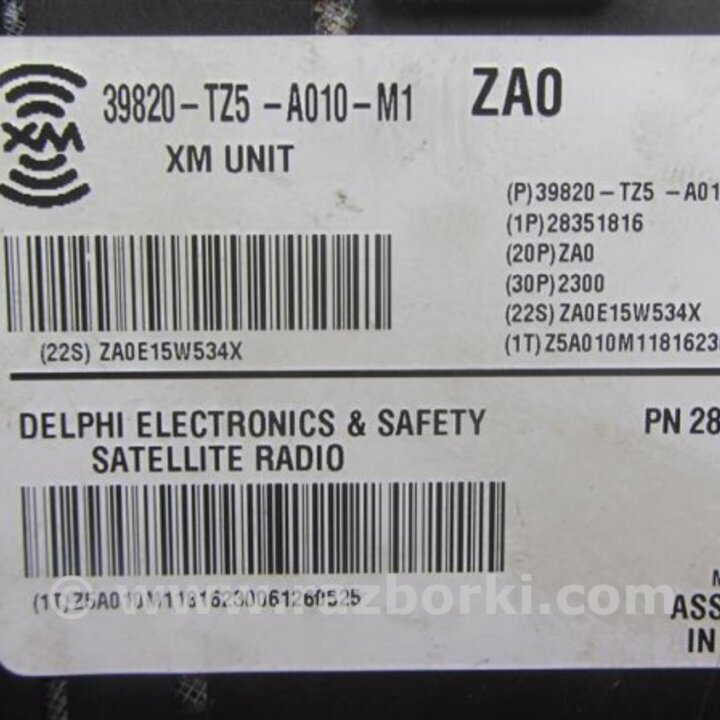 XM
39820-TZ5 -A010-M1
XM UNIT
ZA0
(P)39820-TZ5 -A01
(1P)28351816
(20P)ZA0
(30P)2300
(22S) ZA0E15W534X
(1T)Z5A010M1181623
(22S) ZA0E15W534X
DELPHI ELECTRONICS & SAFETY
SATELLITE RADIO
PN 28
(1T)Z5A010M11816230061260525
© www.razborki.com
M
ASS
IN